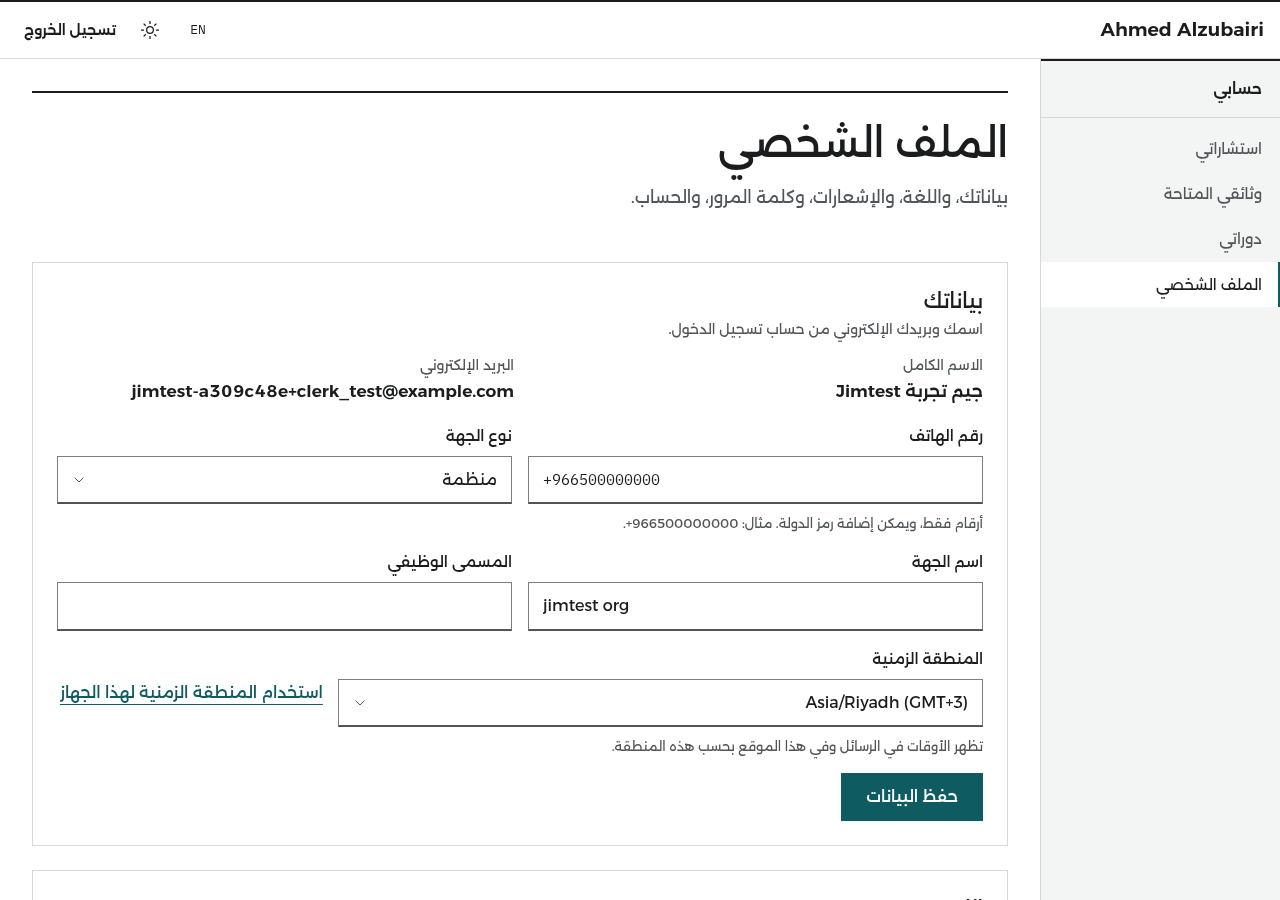 Ahmed Alzubairi
EN
تسجيل الخروج
حسابي
استشاراتي
وثائقي المتاحة
دوراتي
الملف الشخصي
الملف الشخصي
بياناتك، واللغة، والإشعارات، وكلمة المرور، والحساب.
بياناتك
اسمك وبريدك الإلكتروني من حساب تسجيل الدخول.
الاسم الكامل
جيم تجربة Jimtest
البريد الإلكتروني
jimtest-a309c48e+clerk_test@example.com
رقم الهاتف
+966500000000
أرقام فقط، ويمكن إضافة رمز الدولة. مثال: 966500000000+.
نوع الجهة
منظمة
اسم الجهة
jimtest org
المسمى الوظيفي
المنطقة الزمنية
Asia/Riyadh (GMT+3)
استخدام المنطقة الزمنية لهذا الجهاز
تظهر الأوقات في الرسائل وفي هذا الموقع بحسب هذه المنطقة.
حفظ البيانات